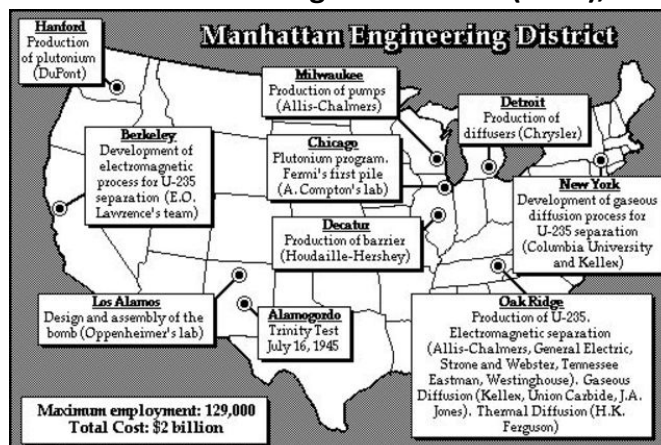 Manhattan Engineering District
Hanford
Production
of plutonium
(DuPont)
Milwaukee
Production of pumps
(Allis-Chalmers)
Detroit
Production of
diffusers (Chrysler)
Berkeley
Development of
electromagnetic
process for U-235
separation (E.O.
Lawrence's team)
Chicago
Plutonium program.
Fermi's first pile
(A. Compton's lab)
New York
Development of gaseous
diffusion process for
U-235 separation
(Columbia University
and Kellex)
Decatur
Production of barrier
(Houdaille-Hershey)
Los Alamos
Design and assembly of the
bomb (Oppenheimer's lab)
Alamogordo
Trinity Test
July 16, 1945
Oak Ridge
Production of U-235.
Electromagnetic separation
(Allis-Chalmers, General Electric,
Strone and Webster, Tennessee
Eastman, Westinghouse). Gaseous
Diffusion (Kellex, Union Carbide, J.A.
Jones). Thermal Diffusion (H.K.
Ferguson)
Maximum employment: 129,000
Total Cost: $2 billion